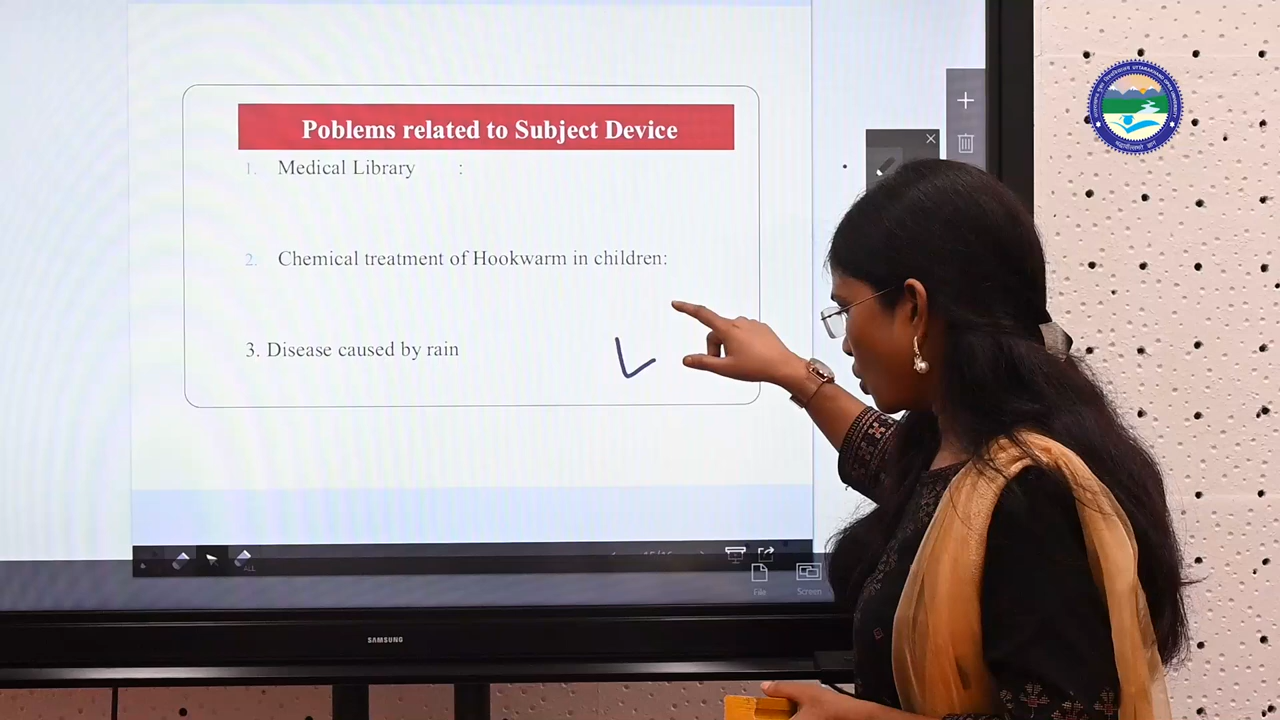 Poblems related to Subject Device
1. Medical Library :
2. Chemical treatment of Hookwarm in children:
3. Disease caused by rain
ALL
File
Screen
SAMSUNG